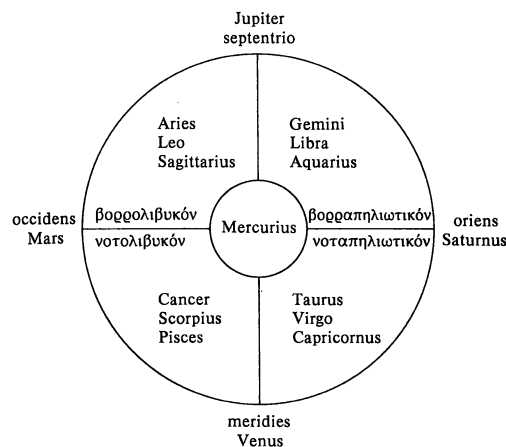 Jupiter
septentrio
Aries
Leo
Sagittarius
Gemini
Libra
Aquarius
occidens
Mars
βορρολιβυκόν
νοτολιβυκόν
Mercurius
βορραπηλιωτικόν
νοταπηλιωτικόν
oriens
Saturnus
Cancer
Scorpius
Pisces
Taurus
Virgo
Capricornus
meridies
Venus